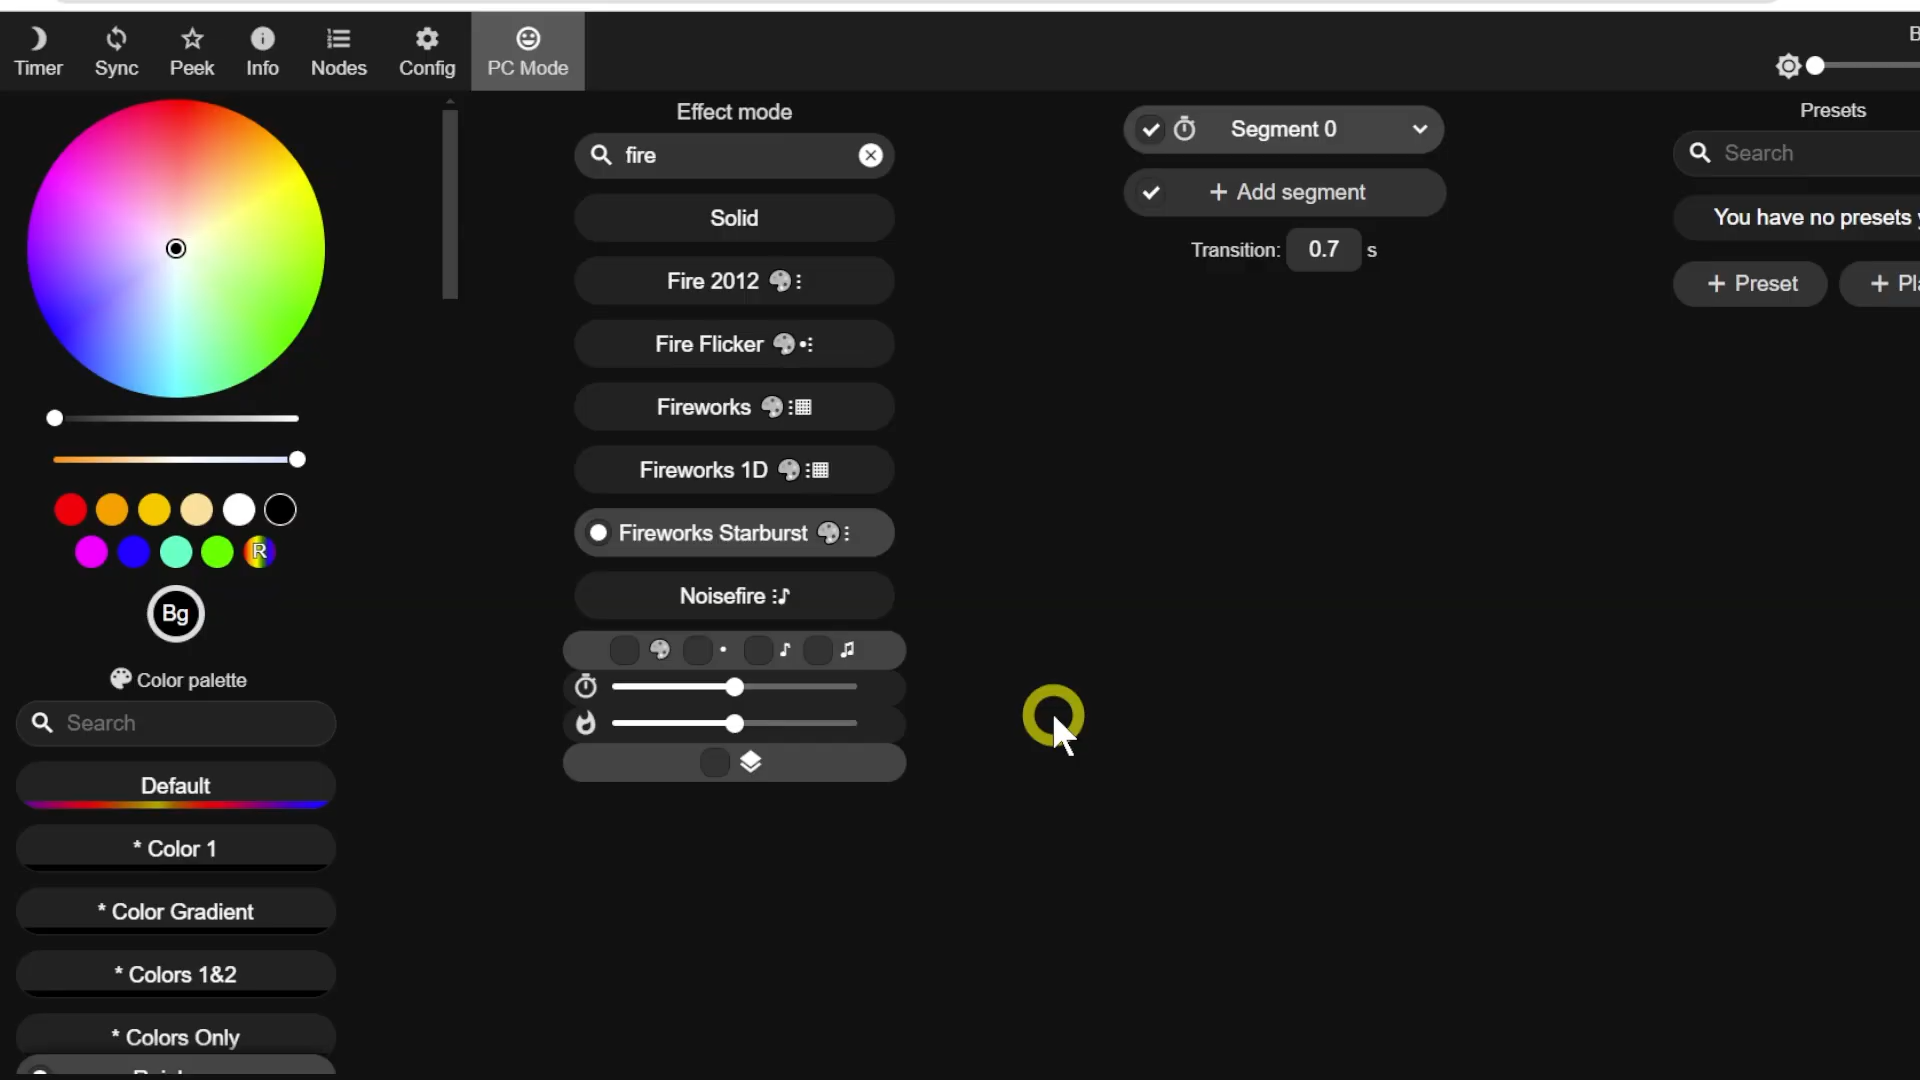 Timer
Sync
Peek
Info
Nodes
Config
PC Mode
Bg
Color palette
Search
Default
* Color 1
* Color Gradient
* Colors 1&2
* Colors Only
Effect mode
fire
Solid
Fire 2012
Fire Flicker
Fireworks
Fireworks 1D
Fireworks Starburst
Noisefire
Segment 0
+ Add segment
Transition: 0.7 s
Presets
Search
You have no presets
+ Preset
R